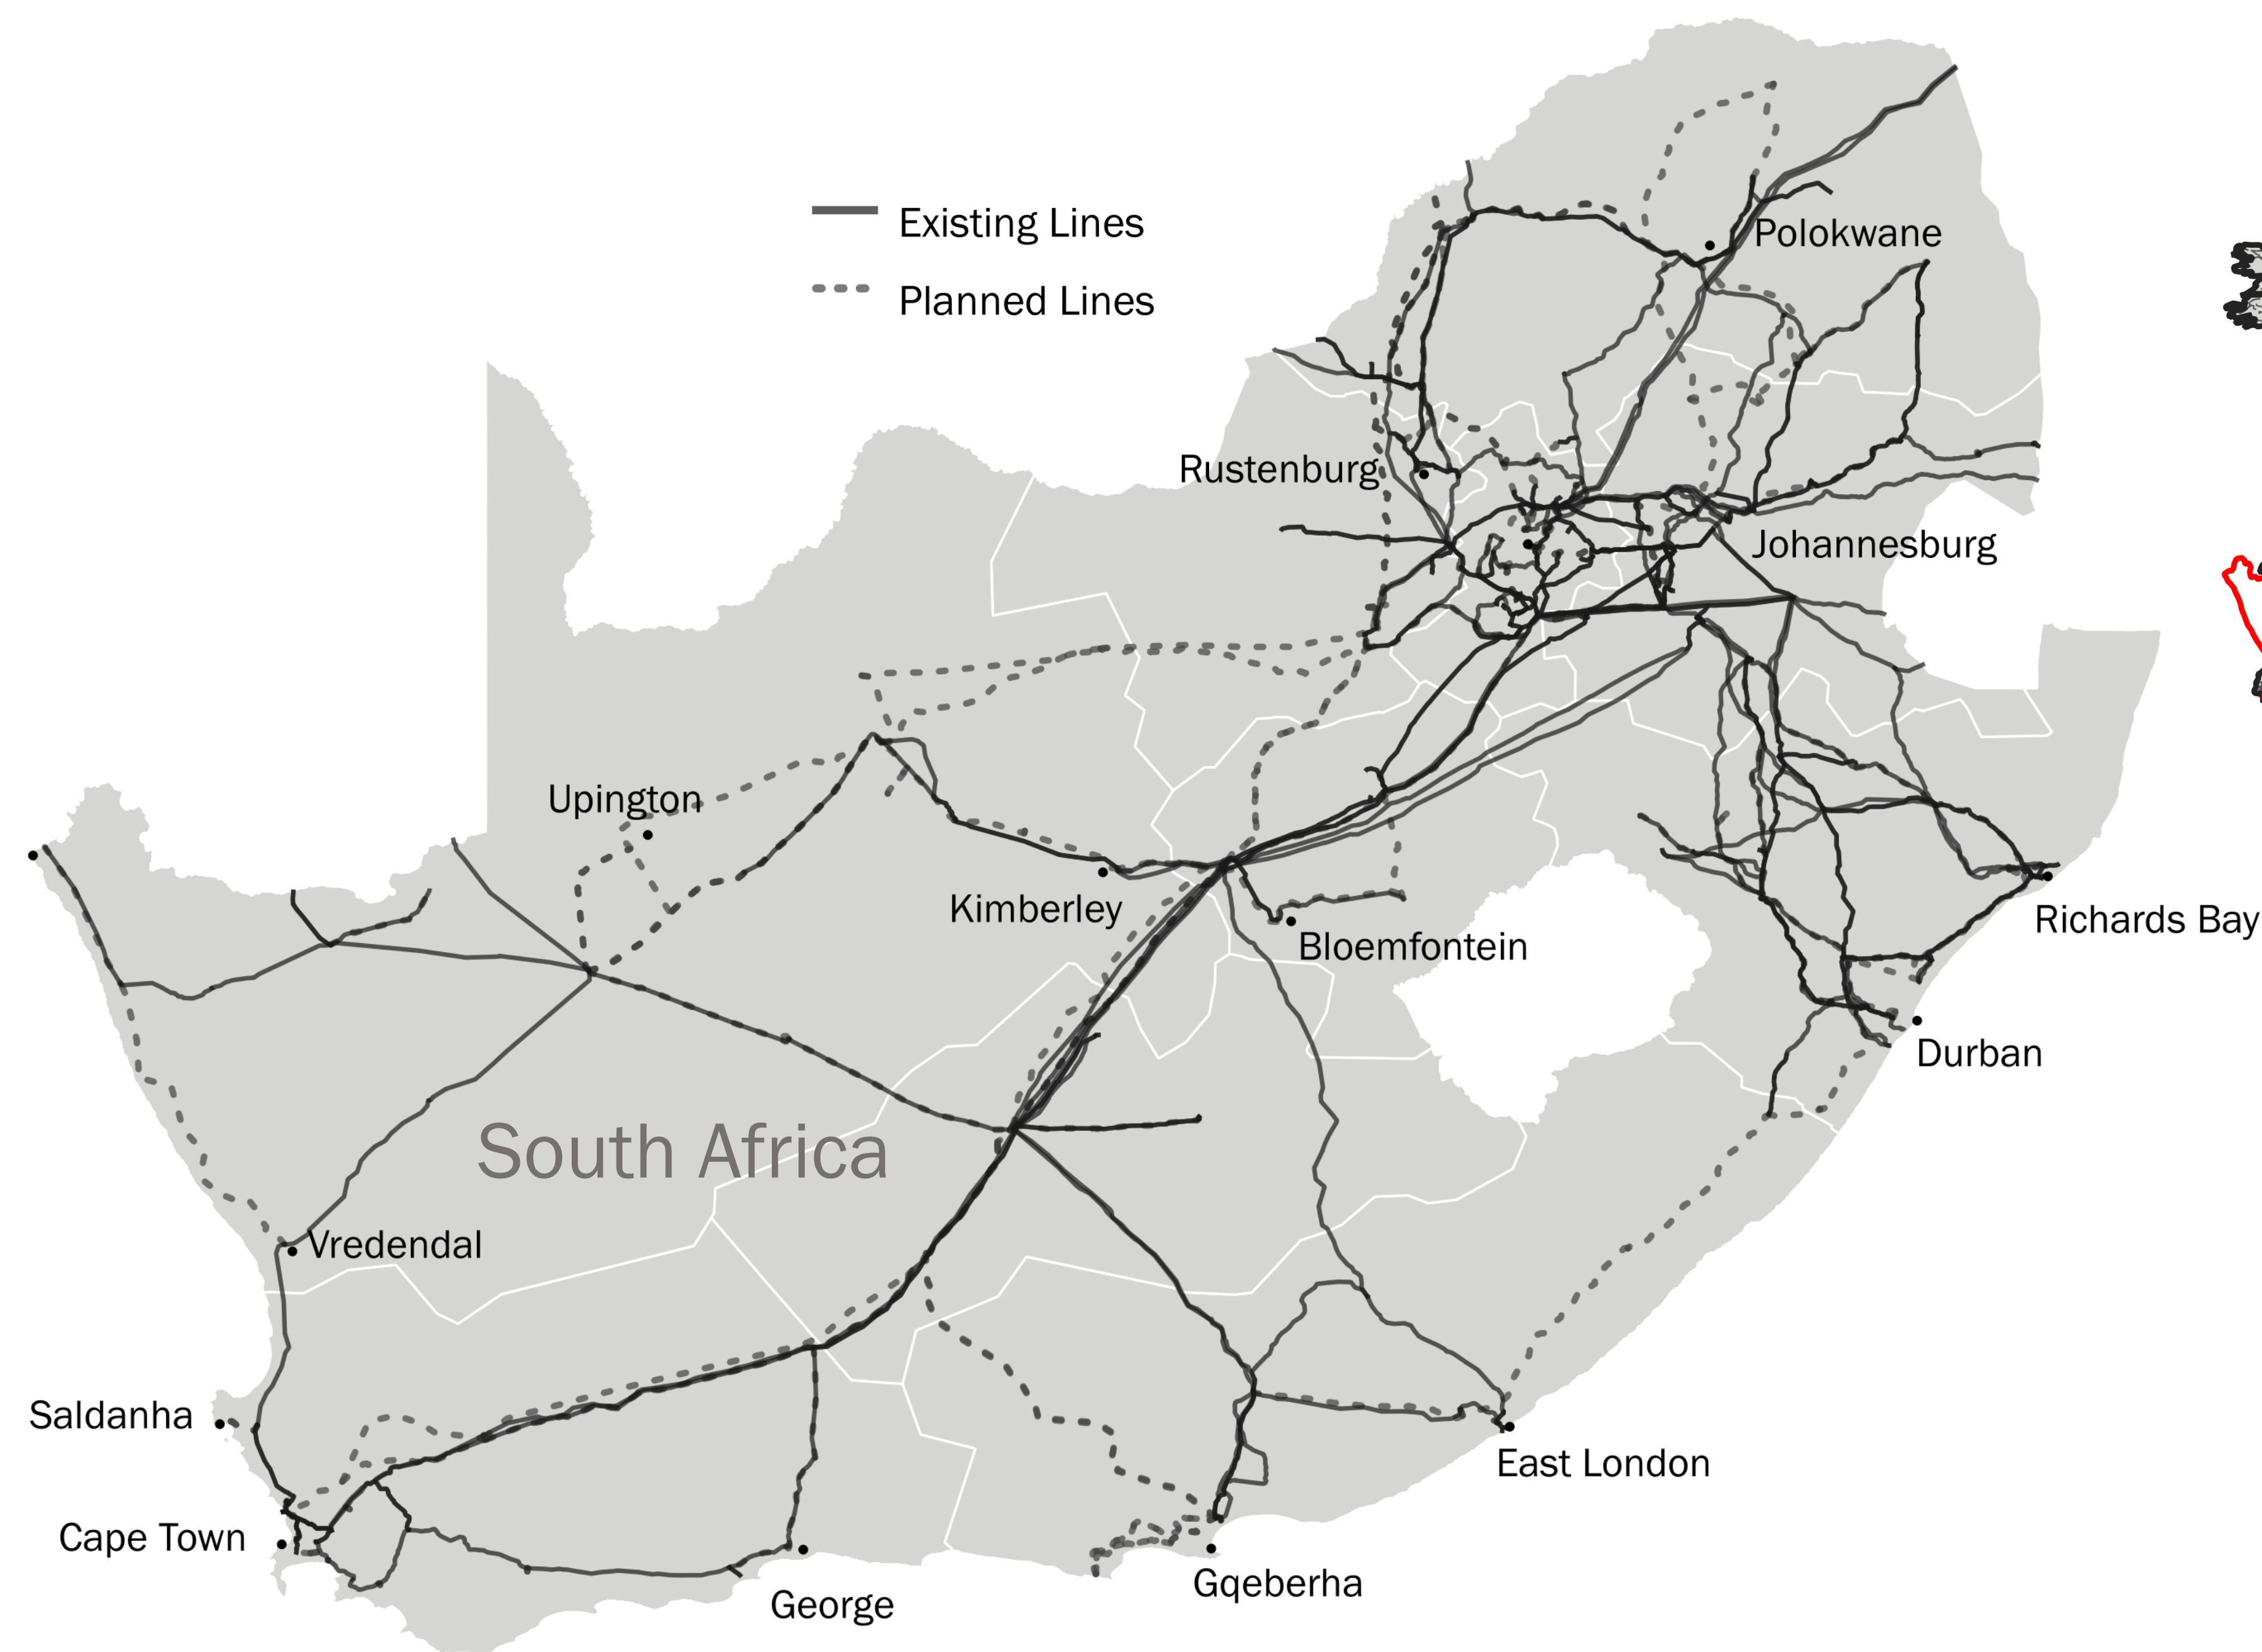 Existing Lines
Planned Lines
Polokwane
Rustenburg
Johannesburg
Upington
Kimberley
Bloemfontein
Richards Bay
Durban
South Africa
Vredendal
Saldanha
East London
Cape Town
Gqeberha
George